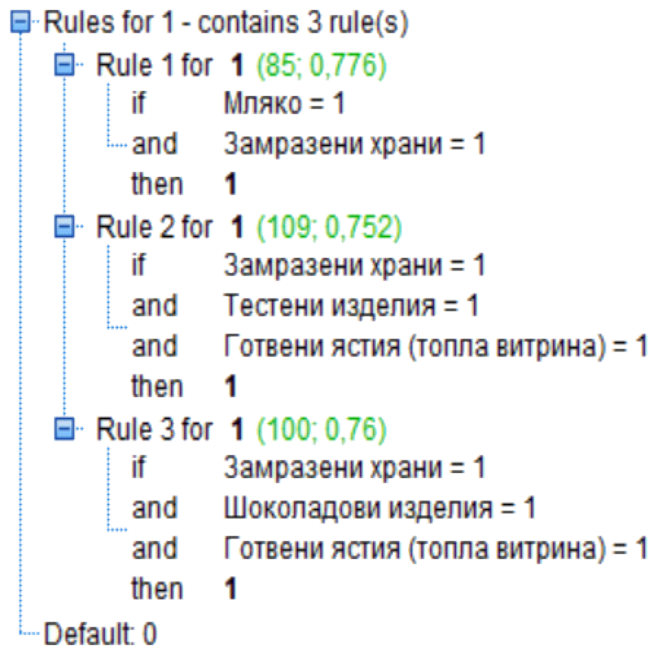 Rules for 1 - contains 3 rule(s)
Rule 1 for 1 (85; 0,776)
if Мляко = 1
and Замразени храни = 1
then 1
Rule 2 for 1 (109; 0,752)
if Замразени храни = 1
and Тестени изделия = 1
and Готвени ястия (топла витрина) = 1
then 1
Rule 3 for 1 (100; 0,76)
if Замразени храни = 1
and Шоколадови изделия = 1
and Готвени ястия (топла витрина) = 1
then 1
Default: 0